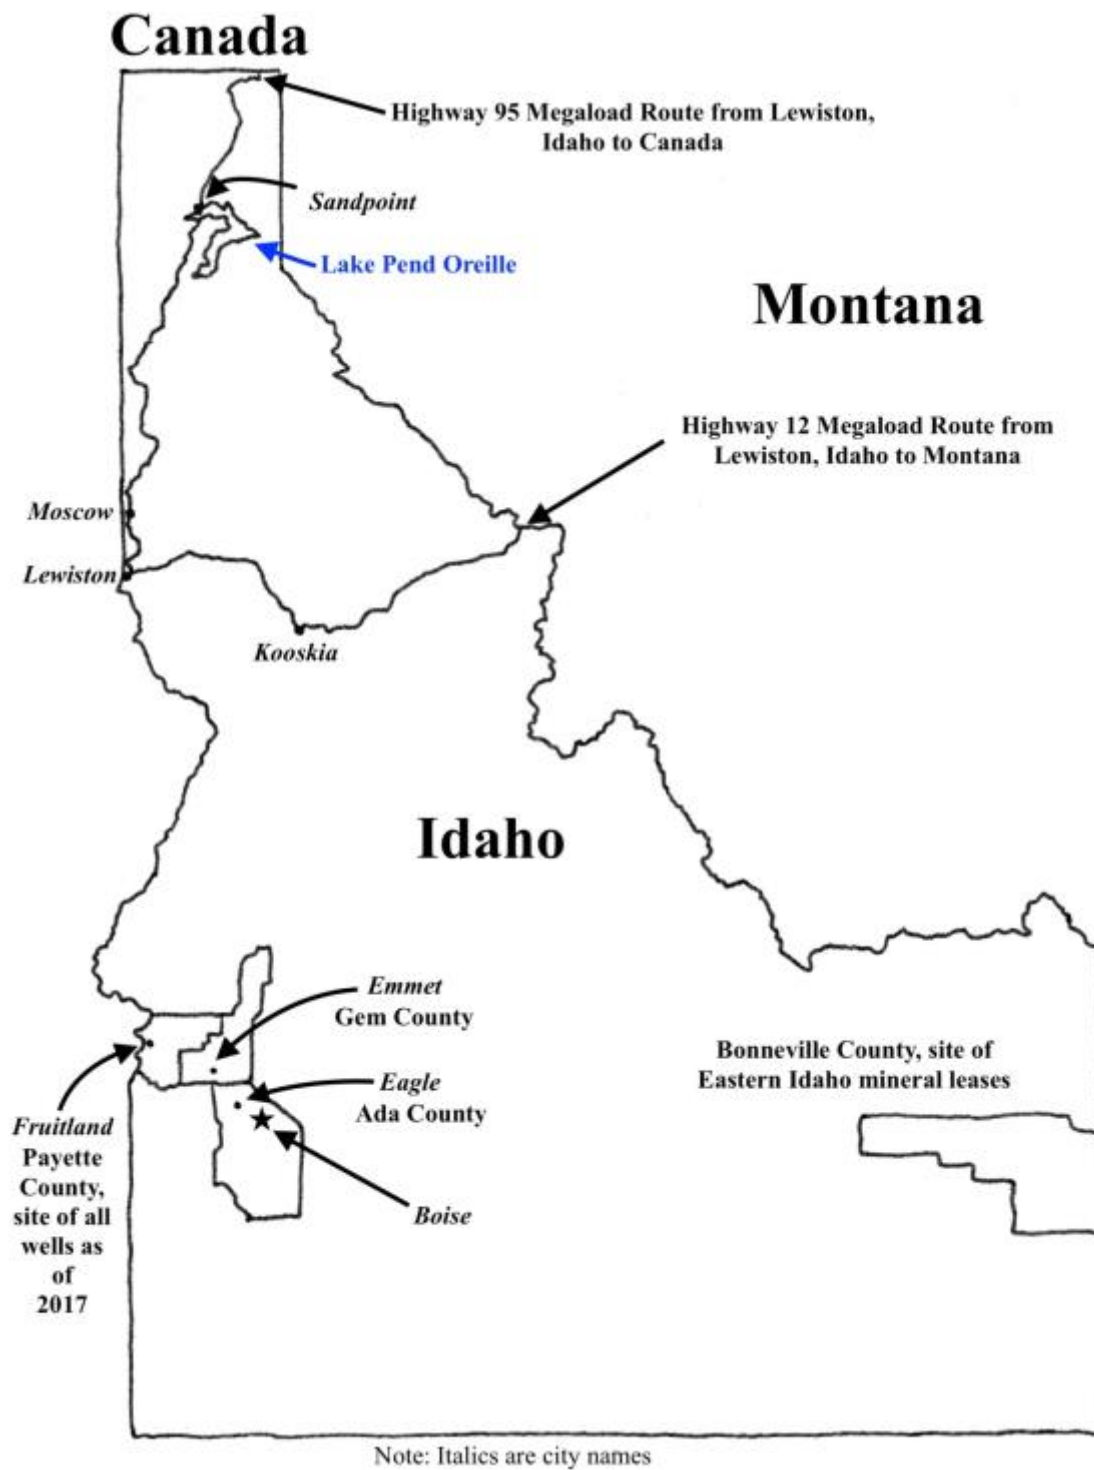 Canada
Highway 95 Megaload Route from Lewiston,
Idaho to Canada
Sandpoint
Lake Pend Oreille
Montana
Highway 12 Megaload Route from
Lewiston, Idaho to Montana
Moscow
Lewiston
Kooskia
Idaho
Emmet
Gem County
Eagle
Ada County
Boise
Fruitland
Payette
County,
site of all
wells as
of
2017
Bonneville County, site of
Eastern Idaho mineral leases
Note: Italics are city names